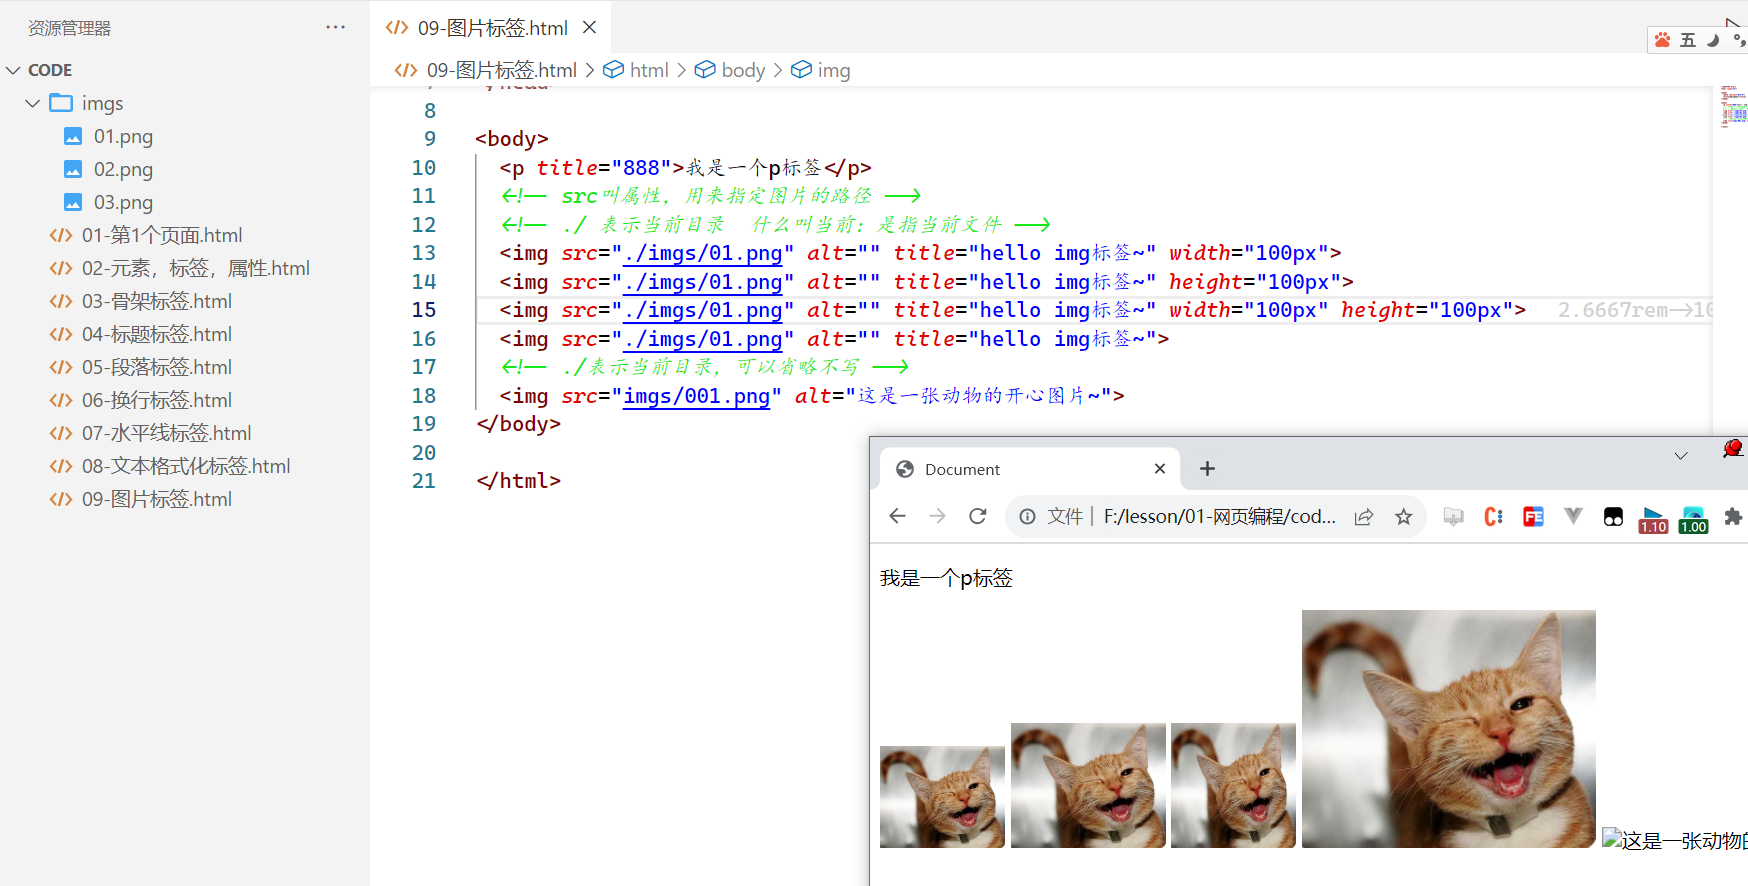 资源管理器 ···
CODE
imgs
01.png
02.png
03.png
01-第1个页面.html
02-元素，标签，属性.html
03-骨架标签.html
04-标题标签.html
05-段落标签.html
06-换行标签.html
07-水平线标签.html
08-文本格式化标签.html
09-图片标签.html
09-图片标签.html
五
09-图片标签.html > html > body > img
8
9 <body>
10 <p title="888">我是一个p标签</p>
11 <!-- src叫属性，用来指定图片的路径 -->
12 <!-- ./ 表示当前目录  什么叫当前：是指当前文件 -->
13 <img src="./imgs/01.png" alt="" title="hello img标签~" width="100px">
14 <img src="./imgs/01.png" alt="" title="hello img标签~" height="100px">
15 <img src="./imgs/01.png" alt="" title="hello img标签~" width="100px" height="100px"> 2.6667rem->10
16 <img src="./imgs/01.png" alt="" title="hello img标签~">
17 <!-- ./表示当前目录，可以省略不写 -->
18 <img src="imgs/001.png" alt="这是一张动物的开心图片~">
19 </body>
20
21 </html>
Document
文件 | F:/lesson/01-网页编程/cod...
FE
1.10
1.00
我是一个p标签
这是一张动物的